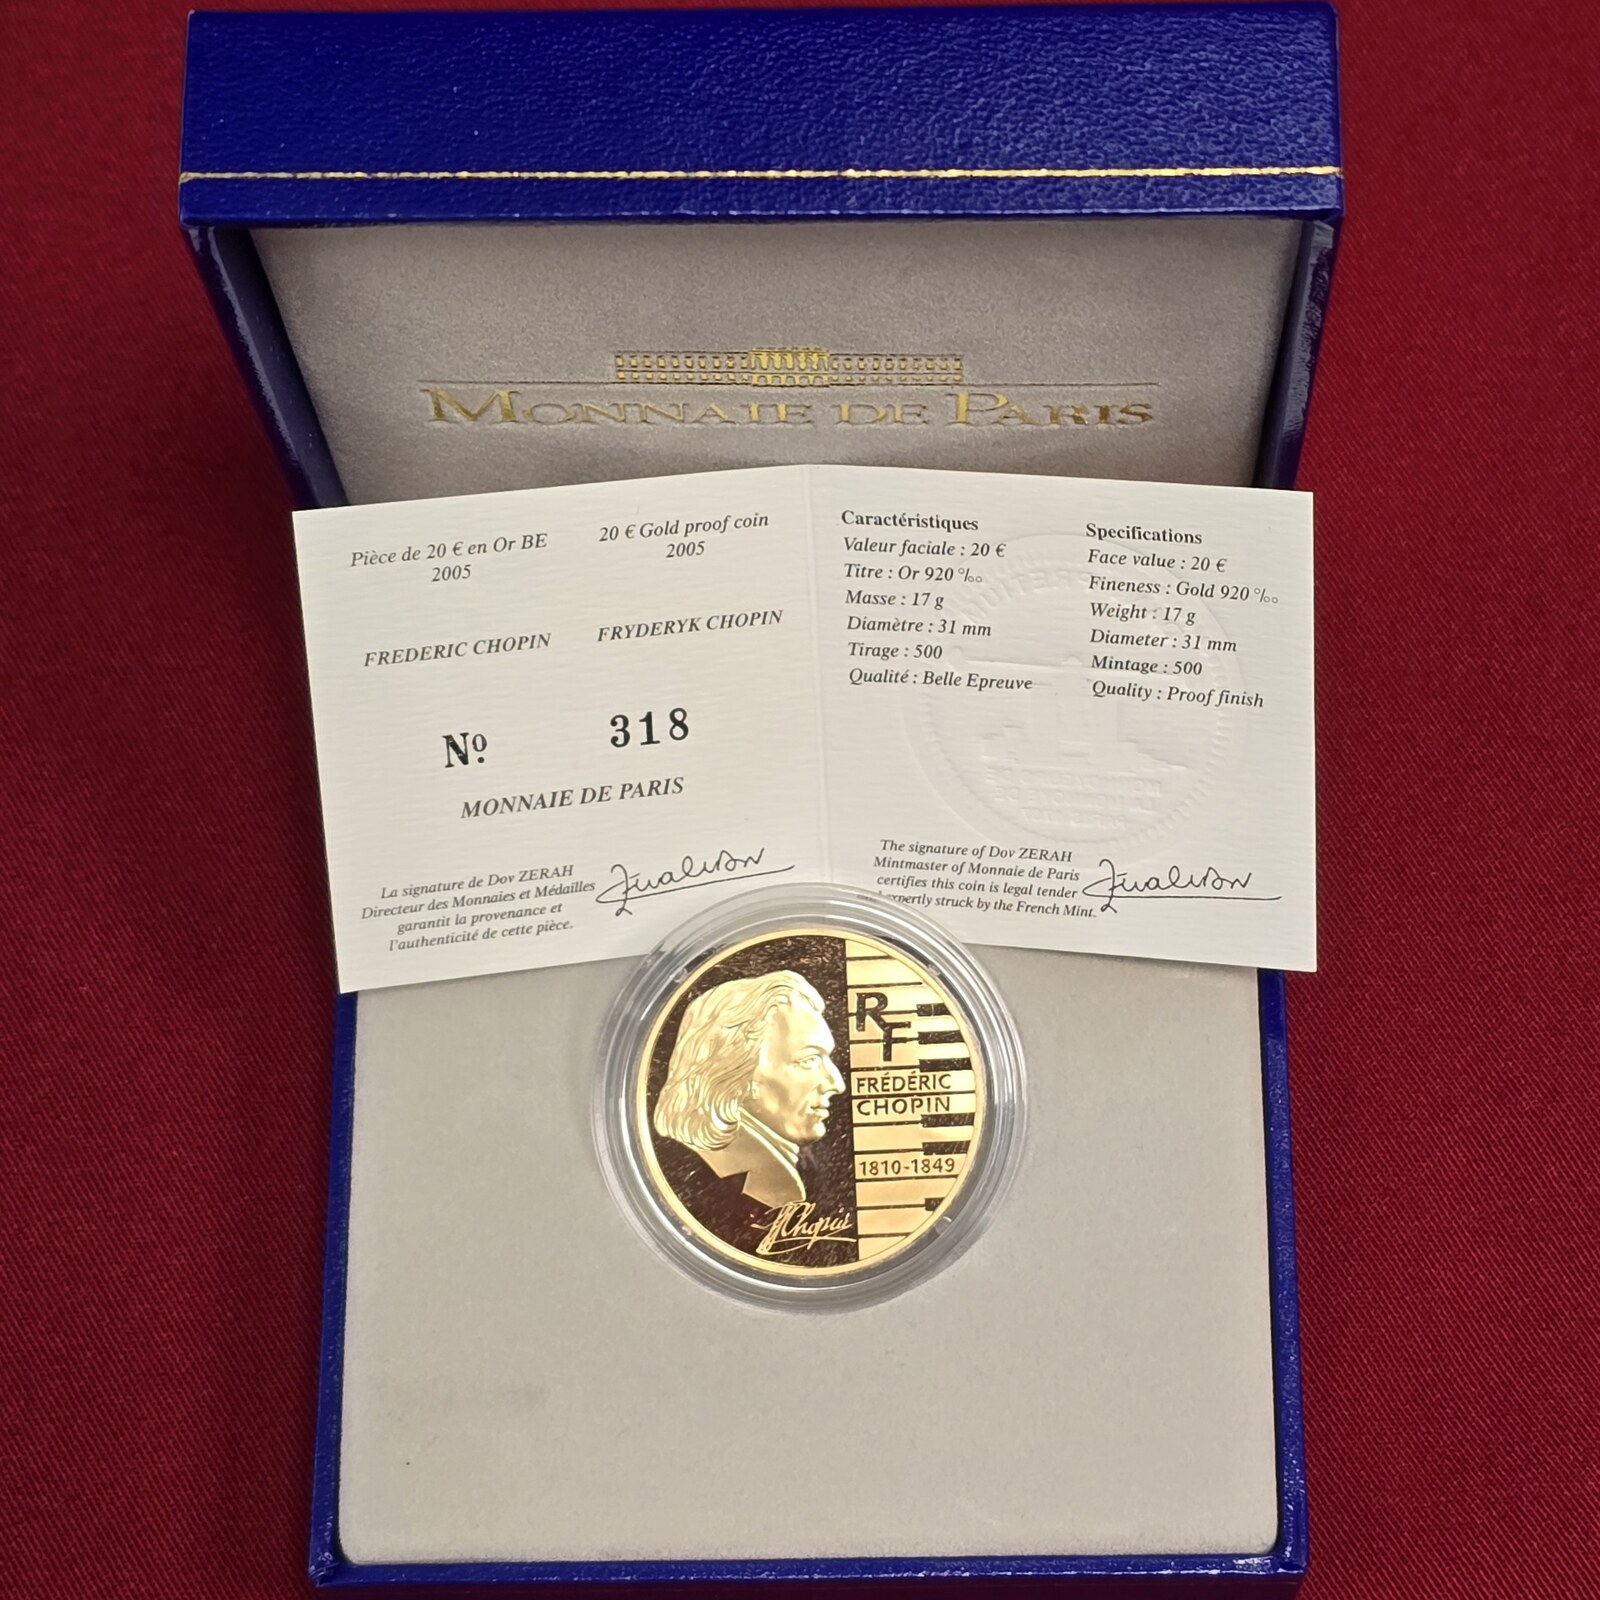 MONNAIE DE PARIS
Pièce de 20 € en Or BE
2005
20 € Gold proof coin
2005
FREDERIC CHOPIN
FRYDERYK CHOPIN
Nº 318
MONNAIE DE PARIS
La signature de Dov ZERAH
Directeur des Monnaies et Médailles
garantit la provenance et
l'authenticité de cette pièce.
Caractéristiques
Valeur faciale : 20 €
Titre : Or 920 ‰
Masse : 17 g
Diamètre : 31 mm
Tirage : 500
Qualité : Belle Epreuve
Specifications
Face value : 20 €
Fineness : Gold 920 ‰
Weight : 17 g
Diameter : 31 mm
Mintage : 500
Quality : Proof finish
The signature of Dov ZERAH
Mintmaster of Monnaie de Paris
certifies this coin is legal tender
expertly struck by the French Mint.
RF
FRÉDÉRIC
CHOPIN
1810-1849
Chopin